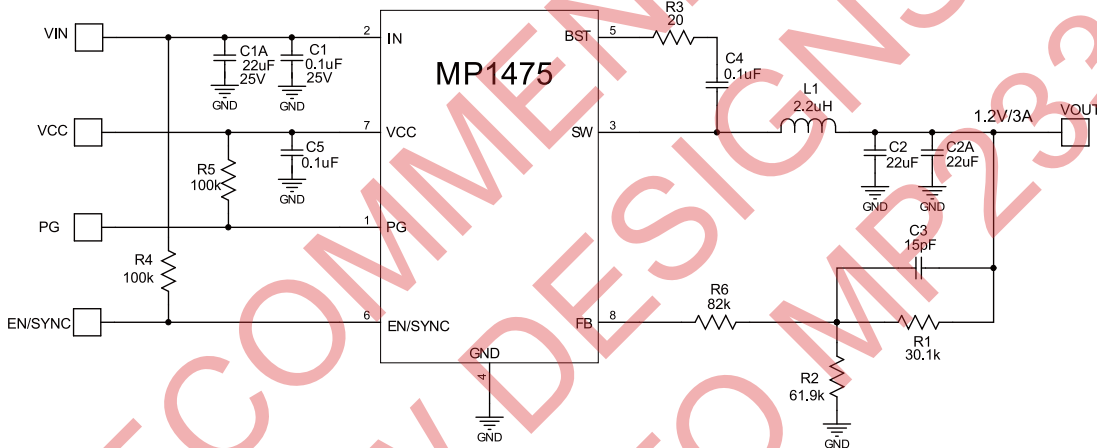 VIN
2
IN
C1A
22uF
25V
GND
C1
0.1uF
25V
GND
MP1475
BST
5
R3
20
C4
0.1uF
VCC
7
VCC
C5
0.1uF
GND
R5
100k
SW
3
L1
2.2uH
1.2V/3A
VOUT
C2
22uF
GND
C2A
22uF
GND
PG
1
PG
R4
100k
C3
15pF
EN/SYNC
6
EN/SYNC
GND
4
GND
FB
8
R6
82k
R1
30.1k
R2
61.9k
GND